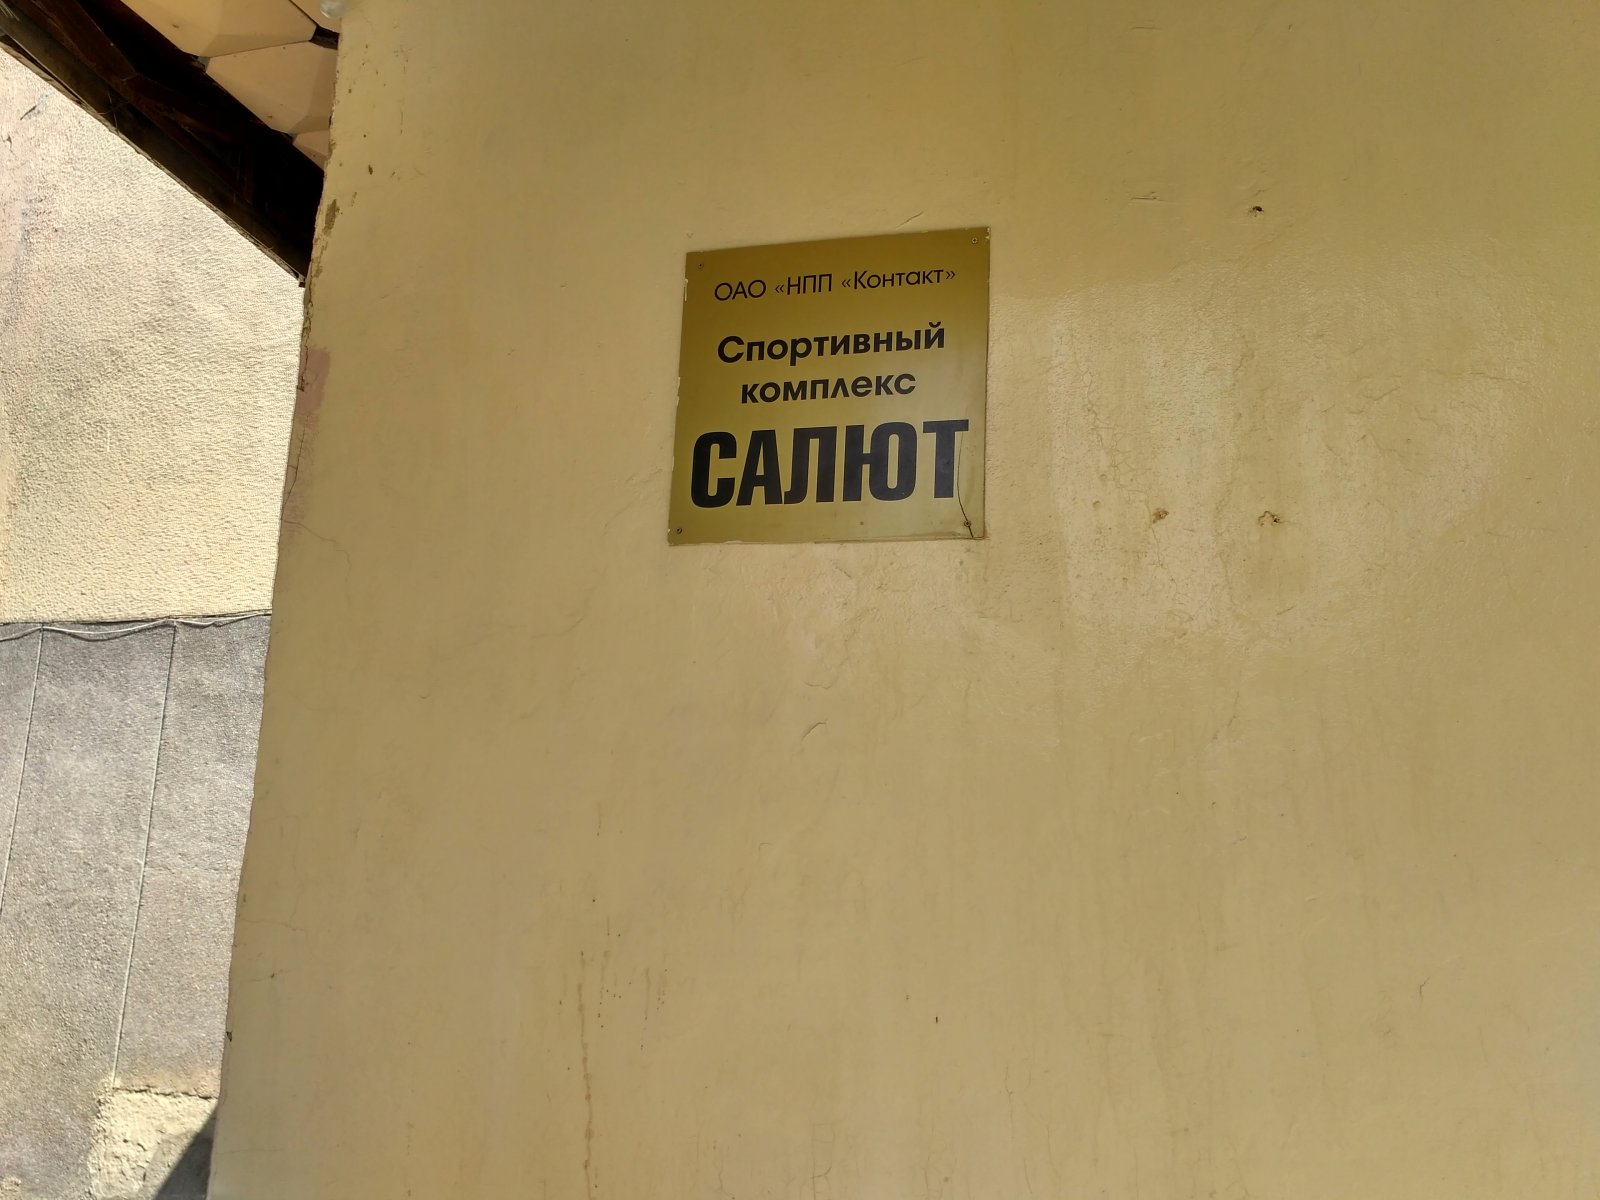 ОАО «НПП «Контакт»
Спортивный
комплекс
САЛЮТ